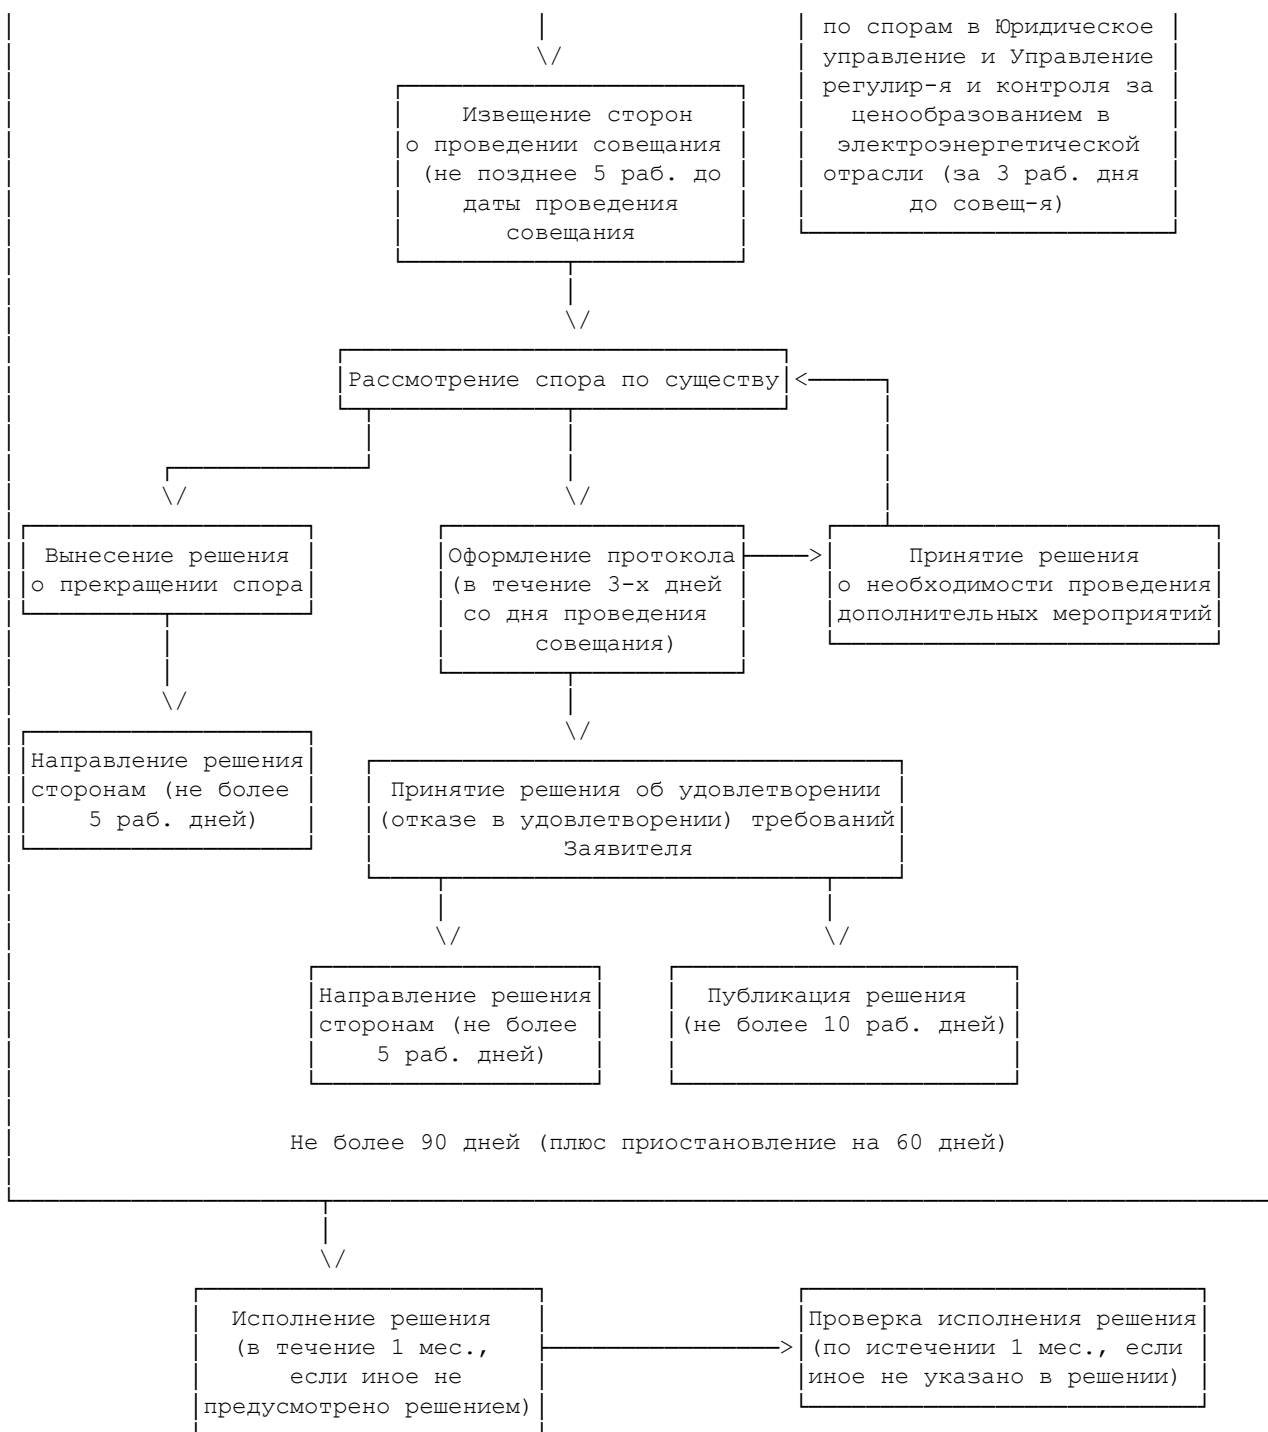 по спорам в Юридическое
управление и Управление
регулир-я и контроля за
ценообразованием в
электроэнергетической
отрасли (за 3 раб. дня
до совещ-я)
Извещение сторон
о проведении совещания
(не позднее 5 раб. до
даты проведения
совещания
Рассмотрение спора по существу
Вынесение решения
о прекращении спора
Оформление протокола
(в течение 3-х дней
со дня проведения
совещания)
Принятие решения
о необходимости проведения
дополнительных мероприятий
Направление решения
сторонам (не более
5 раб. дней)
Принятие решения об удовлетворении
(отказе в удовлетворении) требований
Заявителя
Направление решения
сторонам (не более
5 раб. дней)
Публикация решения
(не более 10 раб. дней)
Не более 90 дней (плюс приостановление на 60 дней)
Исполнение решения
(в течение 1 мес.,
если иное не
предусмотрено решением)
Проверка исполнения решения
(по истечении 1 мес., если
иное не указано в решении)